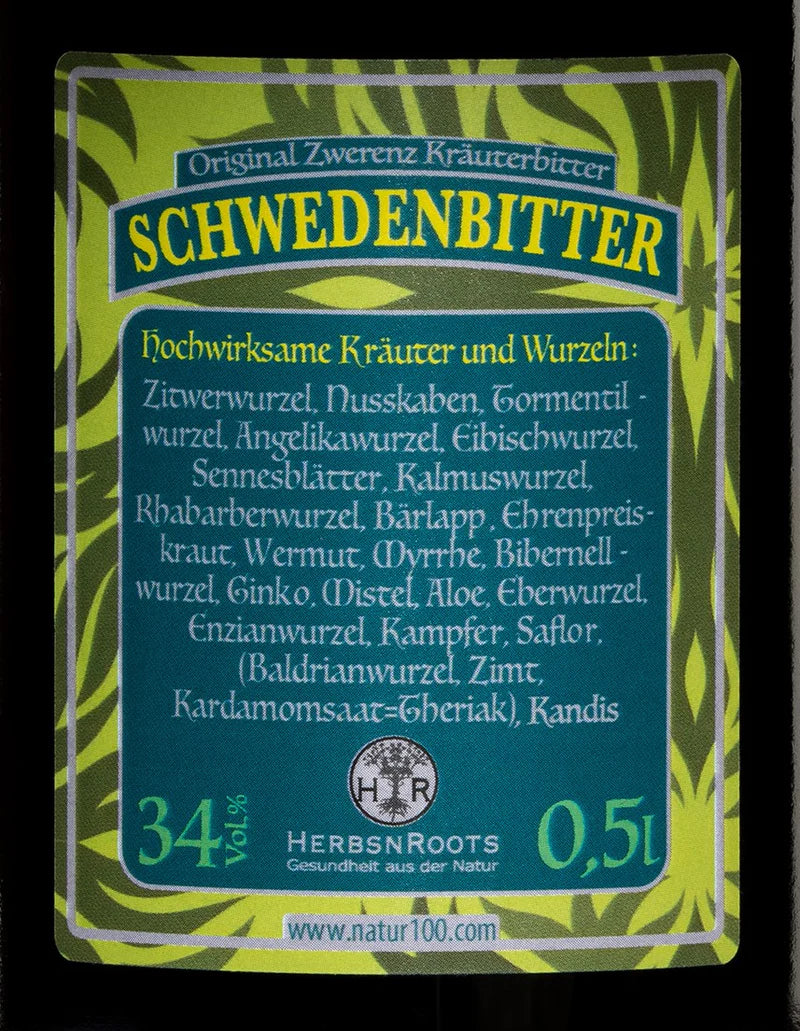 Original Zwerenz Kräuterbitter
SCHWEDENBITTER
Hochwirksame Kräuter und Wurzeln:
Zitwerwurzel, Nusskaben, Tormentil -
wurzel, Angelikawurzel, Eibischwurzel,
Sennesblätter, Kalmuswurzel,
Rhabarberwurzel, Bärlapp, Ehrenpreis-
kraut, Wermut, Myrrhe, Bibernell -
wurzel, Ginko, Mistel, Aloe, Eberwurzel,
Enzianwurzel, Kampfer, Saflor,
(Baldrianwurzel, Zimt,
Kardamomsaat=Theriak), Kandis
H R
34 Vol.%
HERBSNROOTS
Gesundheit aus der Natur
0,5l
www.natur100.com